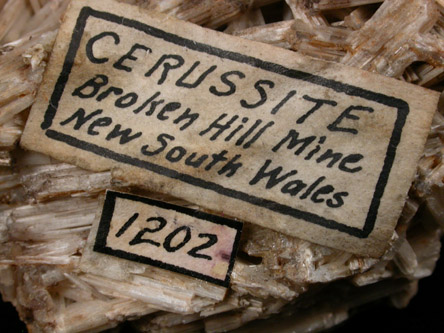 CERUSSITE
Broken Hill Mine
New South Wales
1202